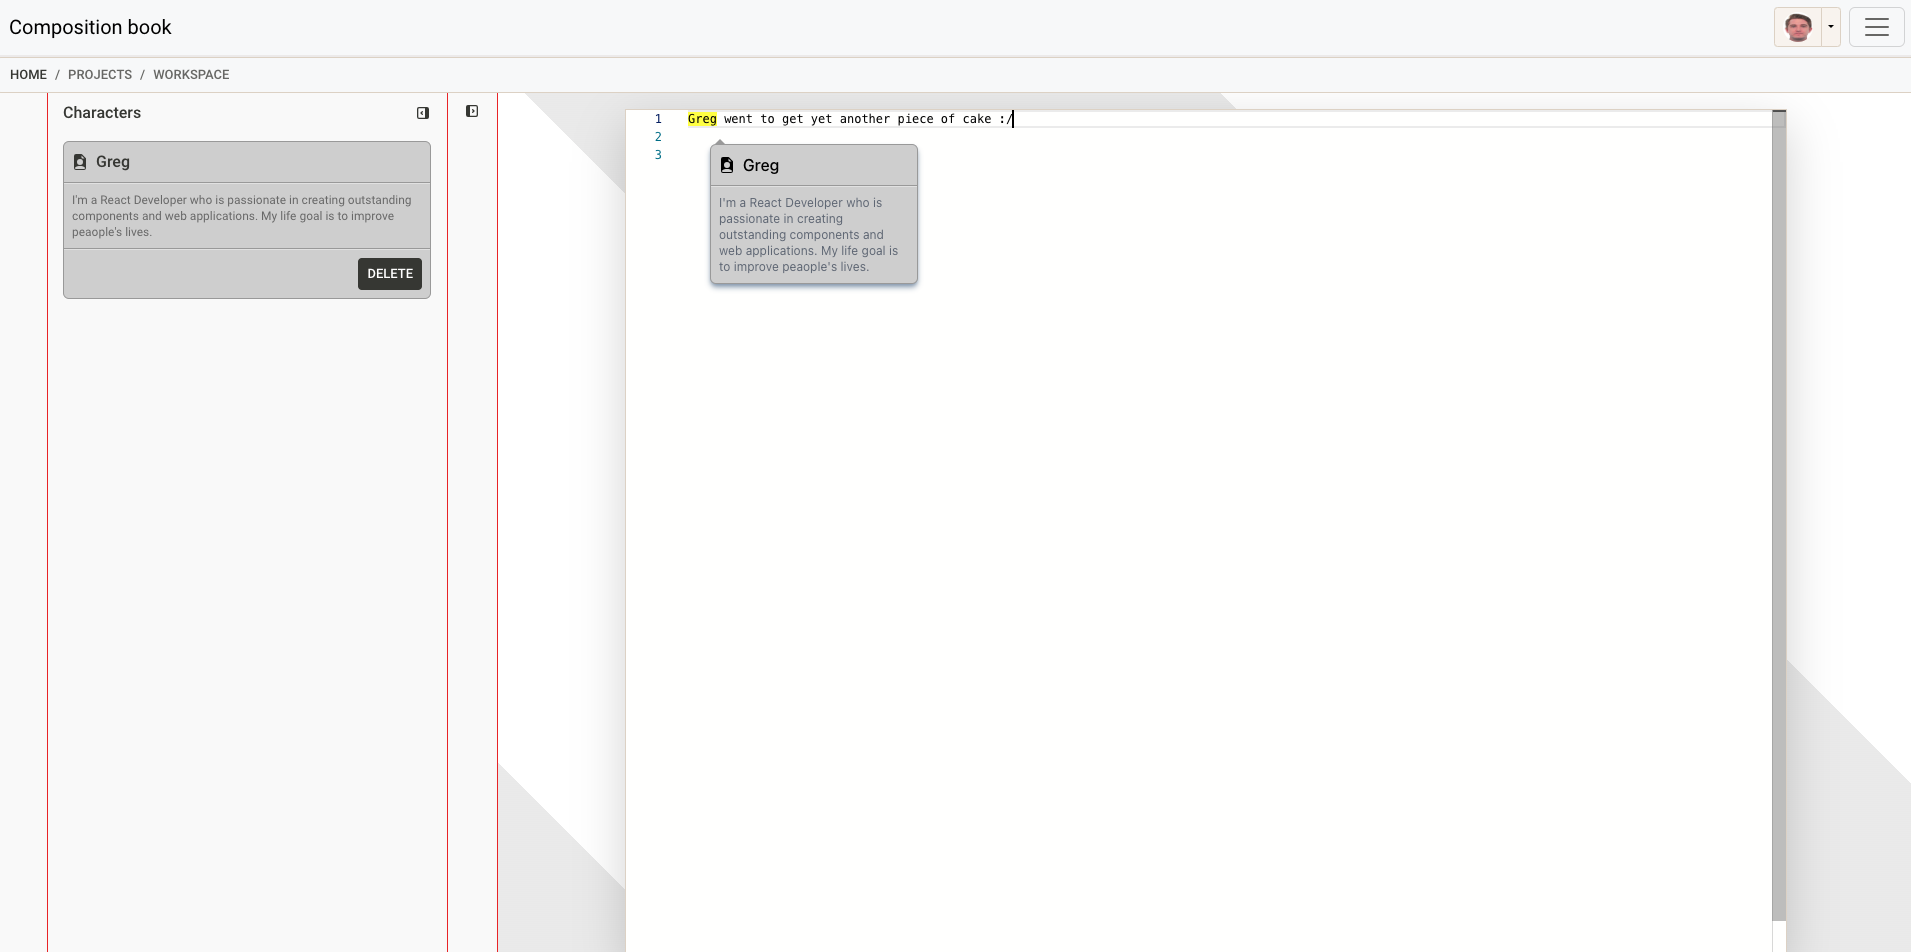 Composition book
HOME / PROJECTS / WORKSPACE
Characters
Greg
I'm a React Developer who is passionate in creating outstanding
components and web applications. My life goal is to improve
peaople's lives.
DELETE
1 Greg went to get yet another piece of cake :/
2
3
Greg
I'm a React Developer who is
passionate in creating
outstanding components and
web applications. My life goal is
to improve peaople's lives.